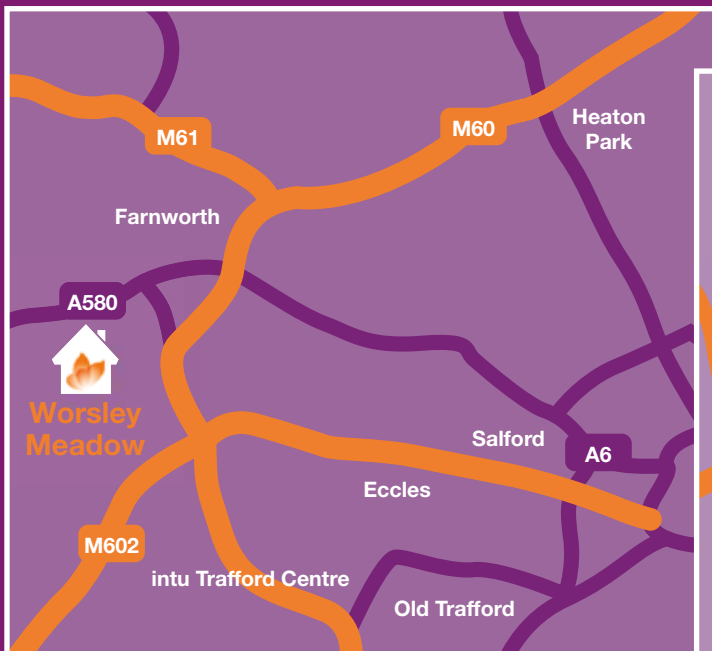 M61
M60
Heaton
Park
Farnworth
A580
Worsley
Meadow
Salford
A6
Eccles
M602
intu Trafford Centre
Old Trafford